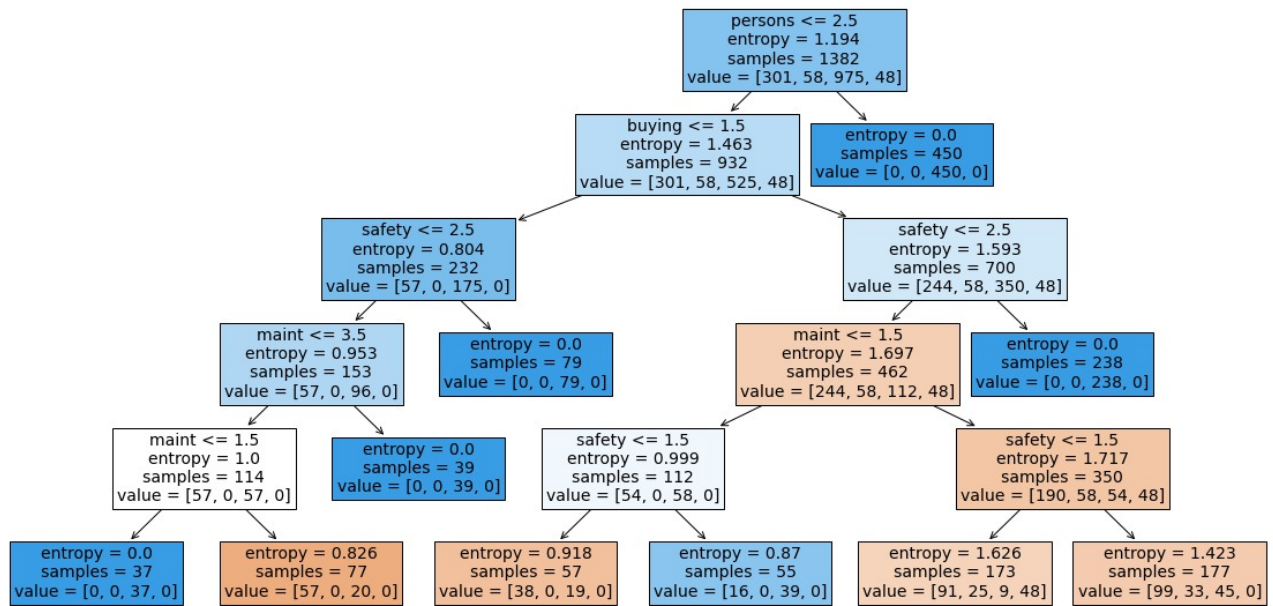 persons <= 2.5
entropy = 1.194
samples = 1382
value = [301, 58, 975, 48]
buying <= 1.5
entropy = 1.463
samples = 932
value = [301, 58, 525, 48]
entropy = 0.0
samples = 450
value = [0, 0, 450, 0]
safety <= 2.5
entropy = 0.804
samples = 232
value = [57, 0, 175, 0]
safety <= 2.5
entropy = 1.593
samples = 700
value = [244, 58, 350, 48]
maint <= 3.5
entropy = 0.953
samples = 153
value = [57, 0, 96, 0]
entropy = 0.0
samples = 79
value = [0, 0, 79, 0]
maint <= 1.5
entropy = 1.697
samples = 462
value = [244, 58, 112, 48]
entropy = 0.0
samples = 238
value = [0, 0, 238, 0]
maint <= 1.5
entropy = 1.0
samples = 114
value = [57, 0, 57, 0]
entropy = 0.0
samples = 39
value = [0, 0, 39, 0]
safety <= 1.5
entropy = 0.999
samples = 112
value = [54, 0, 58, 0]
safety <= 1.5
entropy = 1.717
samples = 350
value = [190, 58, 54, 48]
entropy = 0.0
samples = 37
value = [0, 0, 37, 0]
entropy = 0.826
samples = 77
value = [57, 0, 20, 0]
entropy = 0.918
samples = 57
value = [38, 0, 19, 0]
entropy = 0.87
samples = 55
value = [16, 0, 39, 0]
entropy = 1.626
samples = 173
value = [91, 25, 9, 48]
entropy = 1.423
samples = 177
value = [99, 33, 45, 0]